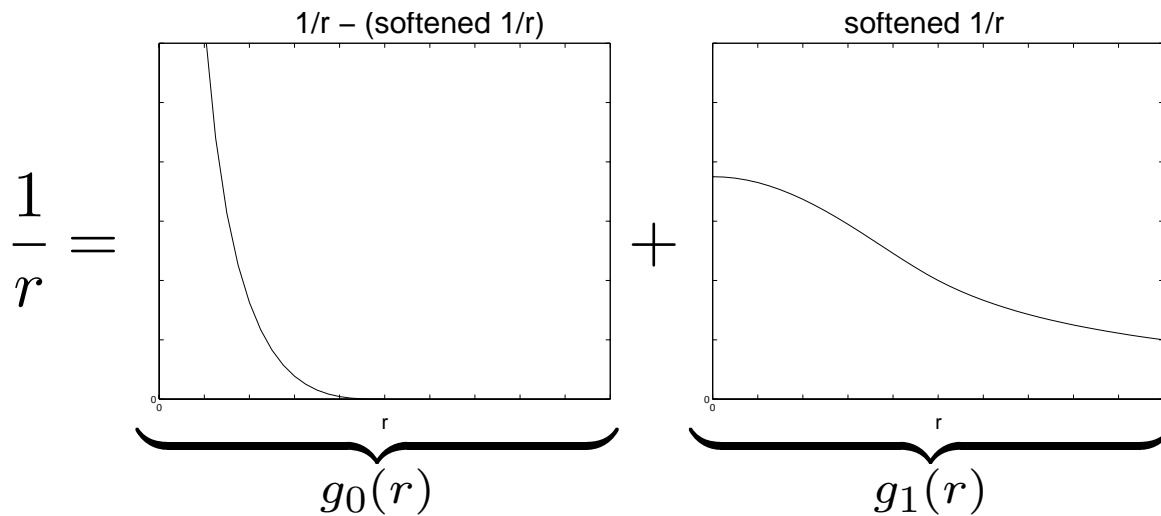 1/r – (softened 1/r)
softened 1/r
1
r
=
+
0
0
r
0
0
r
g0(r)
g1(r)